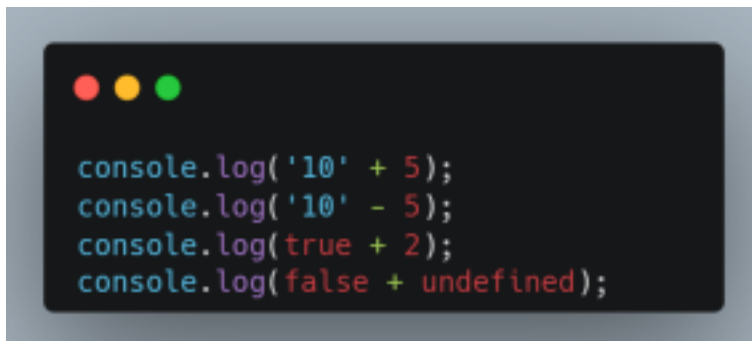 console.log('10' + 5);
console.log('10' - 5);
console.log(true + 2);
console.log(false + undefined);